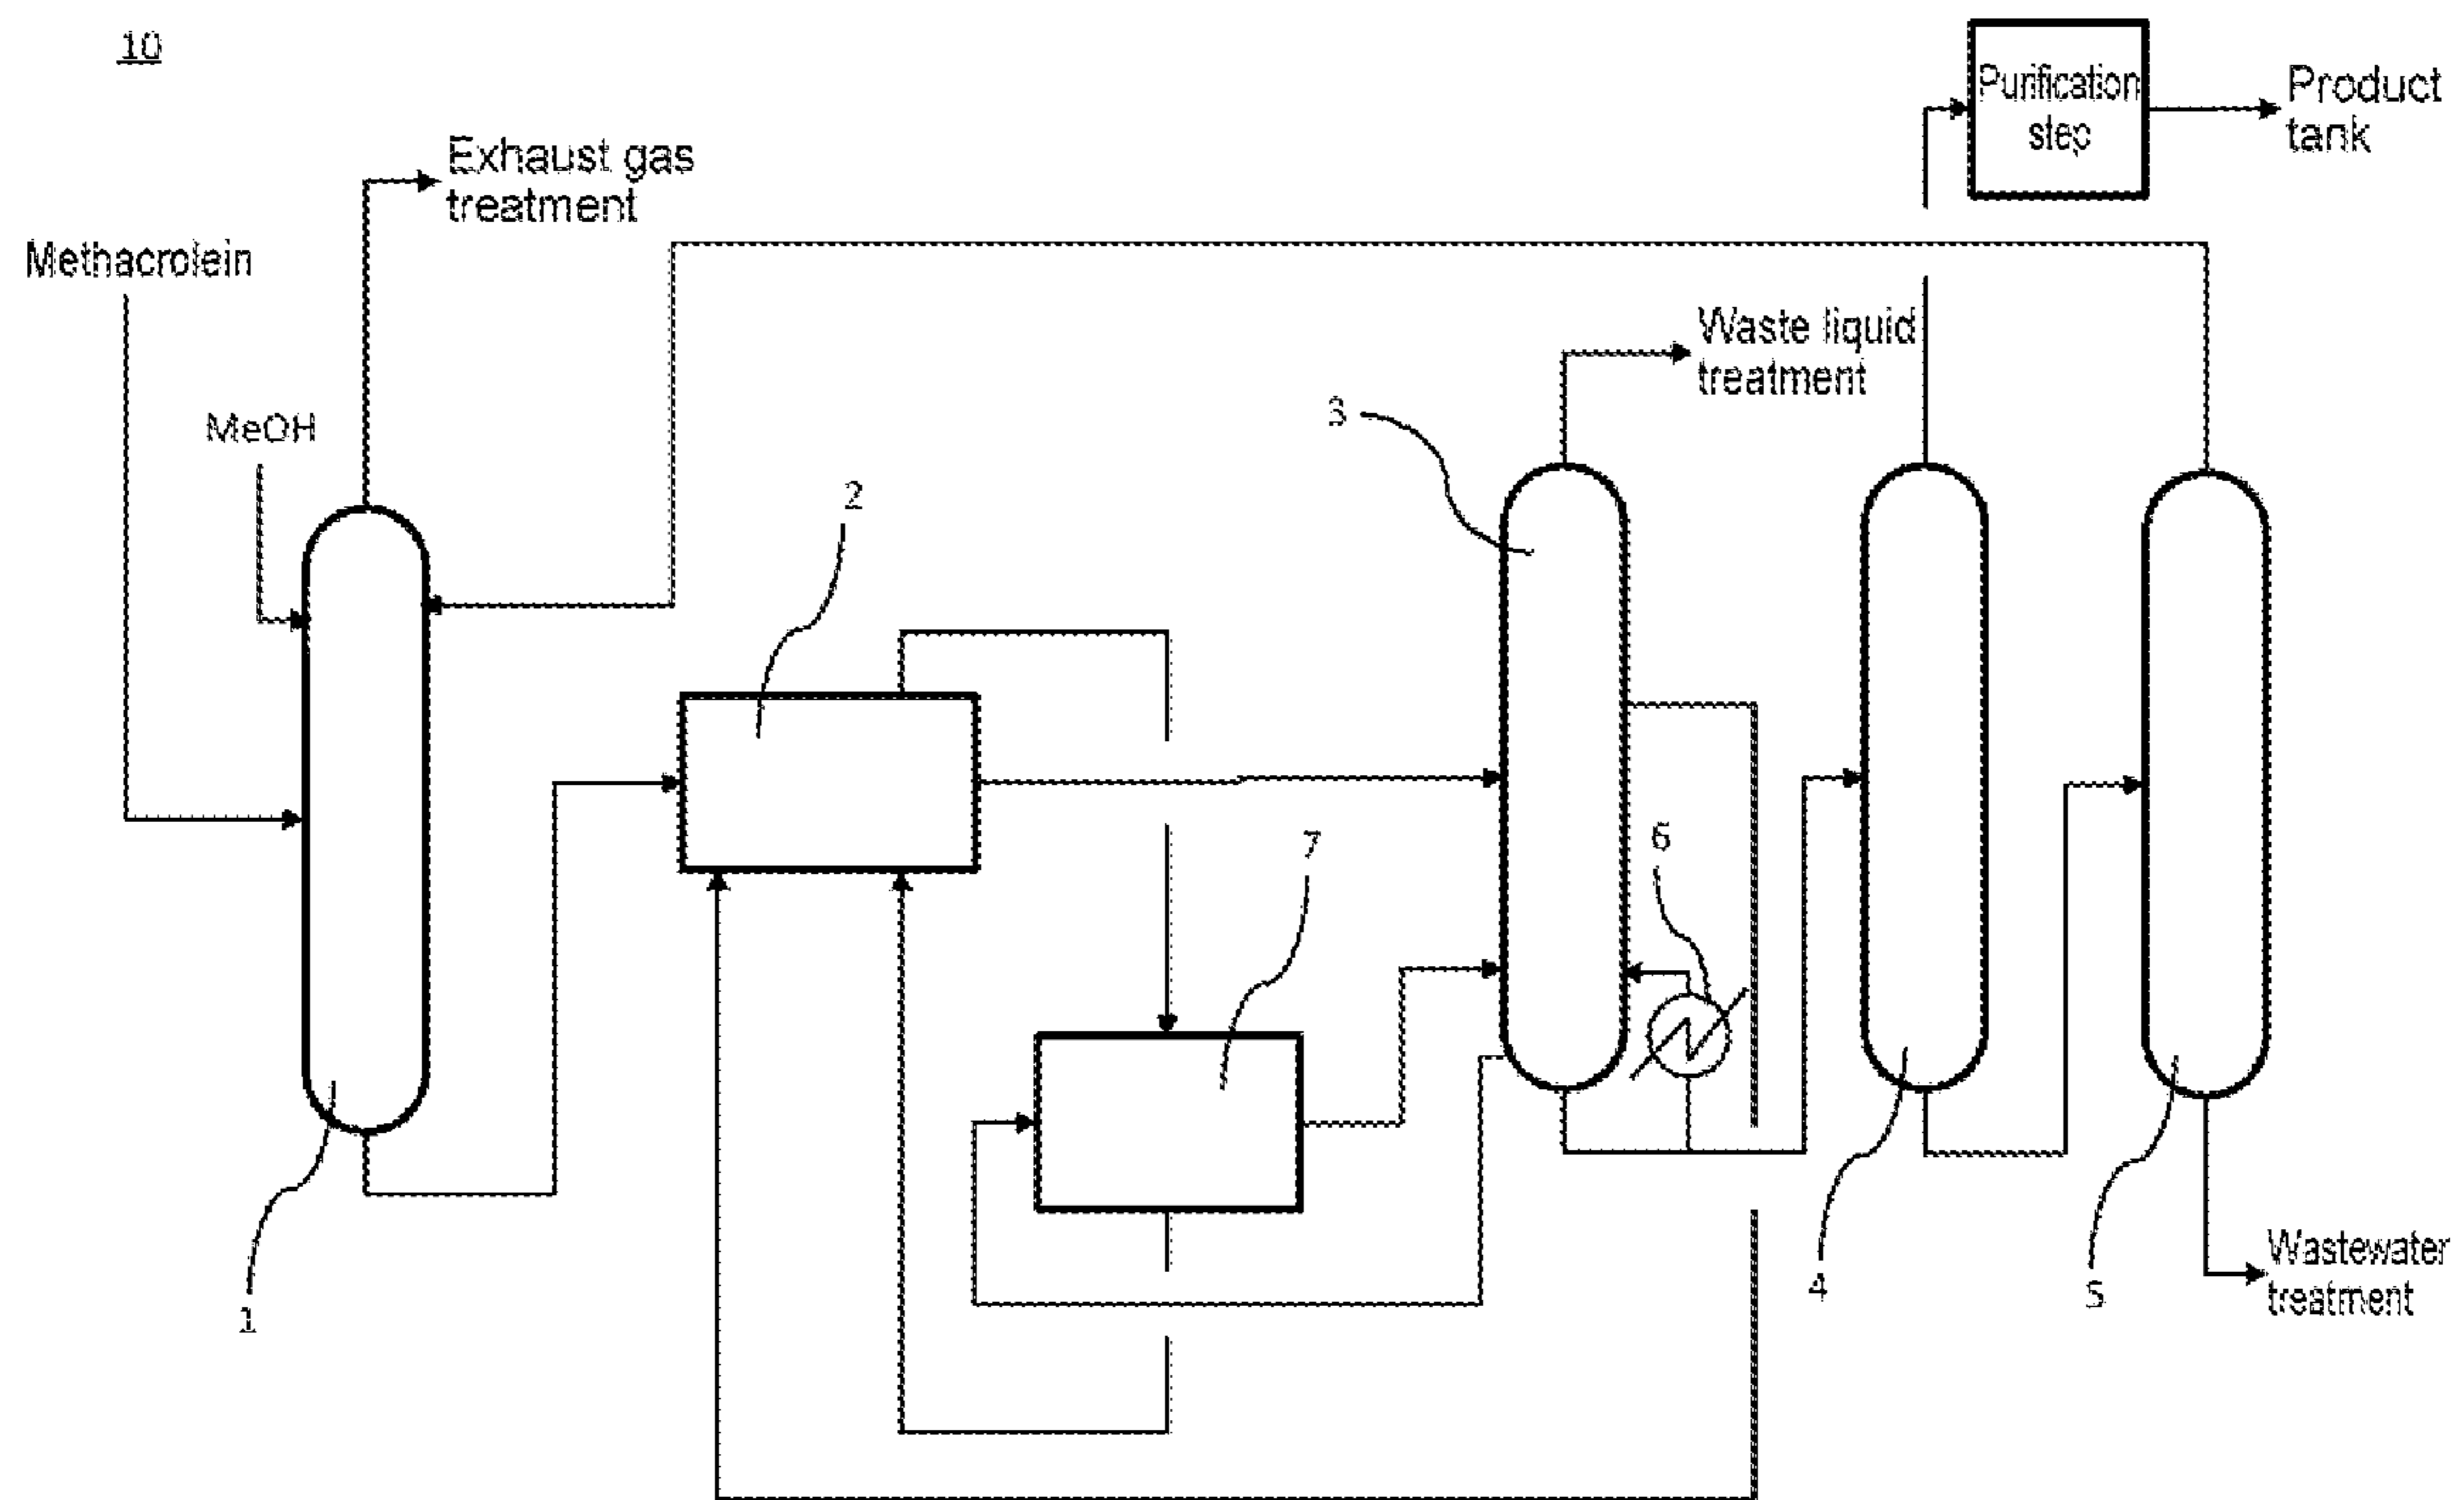 10
Purification
step
Product
tank
Exhaust gas
treatment
Methacrolein
Waste liquid
treatment
3
MeOH
2
7
6
4
5
1
Wastewater
treatment